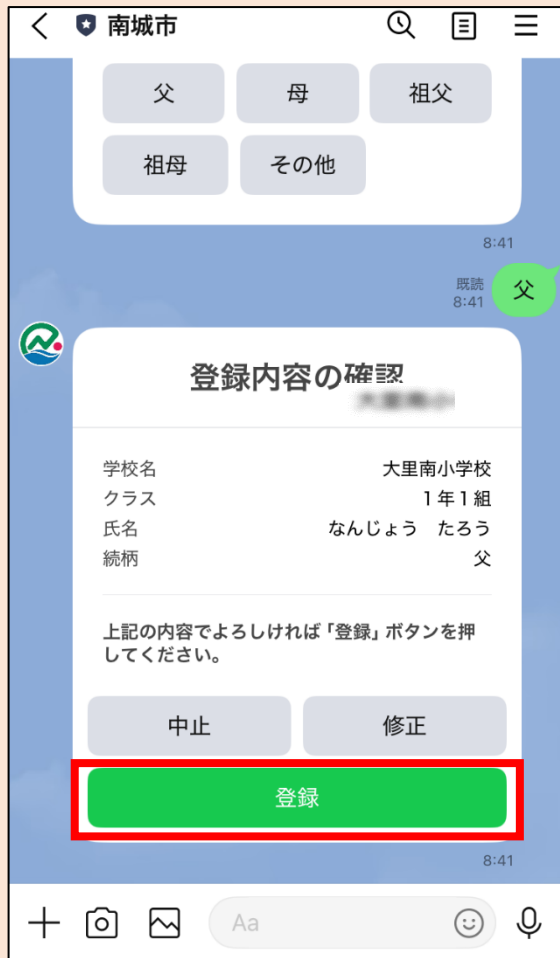 南城市
父 母 祖父
祖母 その他
8:41
既読
8:41
父
登録内容の確認
学校名 大里南小学校
クラス 1年1組
氏名 なんじょう たろう
続柄 父
上記の内容でよろしければ「登録」ボタンを押
してください。
中止 修正
登録
8:41
Aa